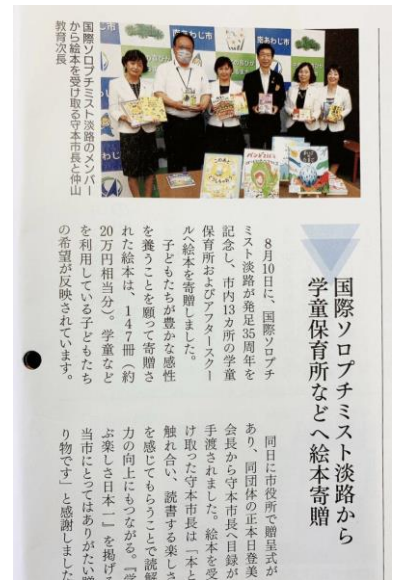 国際ソロプチミスト淡路のメンバー
から絵本を受け取る守本市長と仲山
教育次長
南あわじ市
国際ソロプチミスト淡路から
学童保育所などへ絵本寄贈
8月10日に、国際ソロプチ
ミスト淡路が発足35周年を
記念し、市内13カ所の学童
保育所およびアフタースクー
ルへ絵本を寄贈しました。
子どもたちが豊かな感性
を養うことを願って寄贈さ
れた絵本は、147冊（約
20万円相当分）。学童など
を利用している子どもたち
の希望が反映されています。
同日に市役所で贈呈式が
あり、同団体の正本日登美
会長から守本市長へ目録が
手渡されました。絵本を受
け取った守本市長は「本と
触れ合い、読書する楽しさ
を感じてもらうことで読解
力の向上にもつながる。『学
ぶ楽しさ日本一』を掲げる
当市にとってはありがたい贈
り物です」と感謝しました